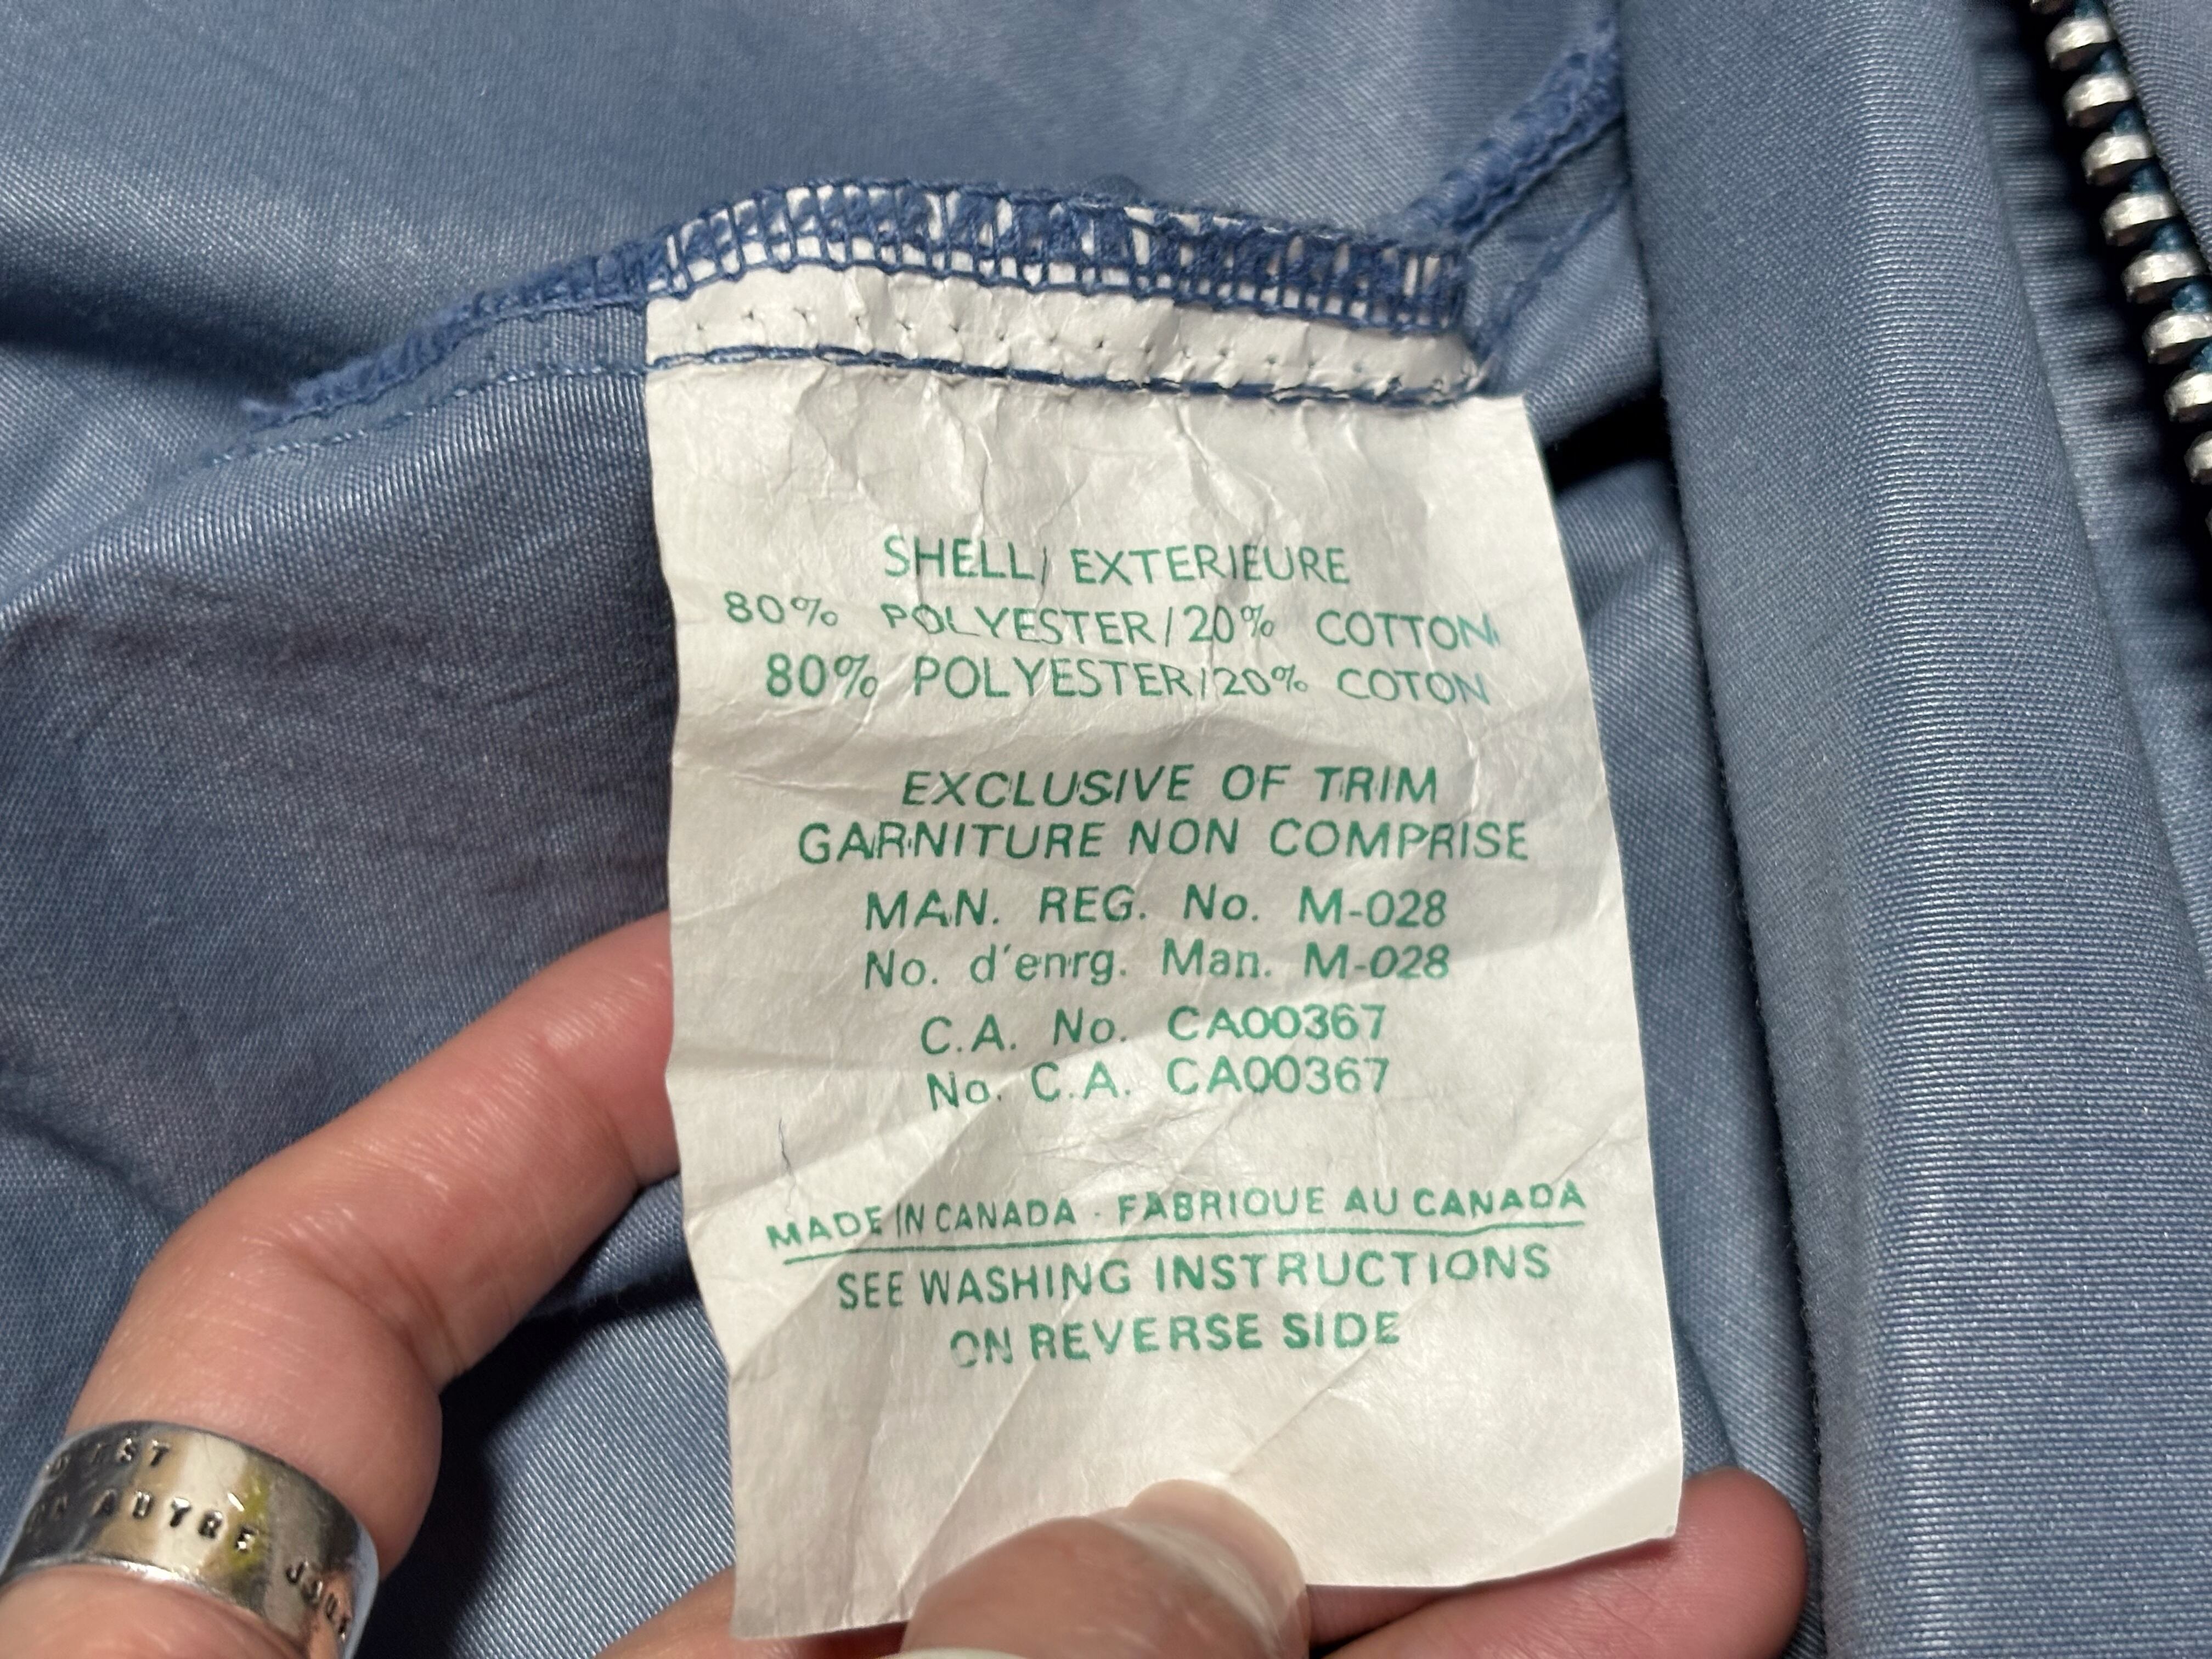 SHELL/ EXTERIEURE
80% POLYESTER/20% COTTON
80% POLYESTER/20% COTON
EXCLUSIVE OF TRIM
GARNITURE NON COMPRISE
MAN. REG. No. M-028
No. d'enrg. Man. M-028
C.A. No. CA00367
No. C.A. CA00367
MADE IN CANADA - FABRIQUE AU CANADA
SEE WASHING INSTRUCTIONS
ON REVERSE SIDE
EST
AUTRE